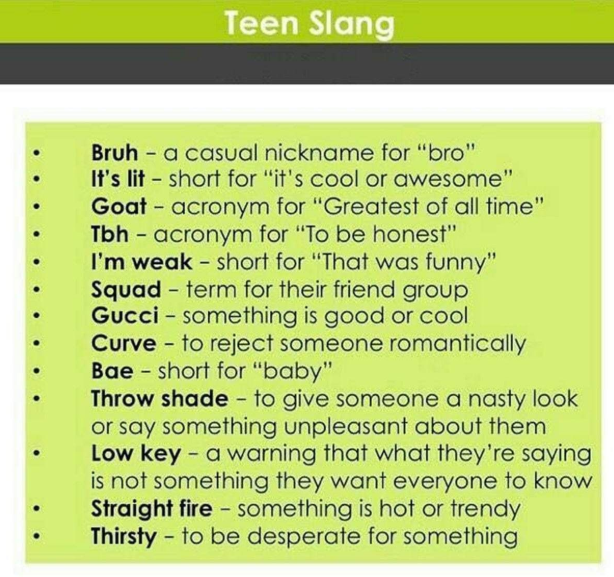 Teen Slang
• Bruh – a casual nickname for “bro”
• It's lit – short for “it's cool or awesome”
• Goat – acronym for “Greatest of all time”
• Tbh – acronym for “To be honest”
• I'm weak – short for “That was funny”
• Squad – term for their friend group
• Gucci – something is good or cool
• Curve – to reject someone romantically
• Bae – short for “baby”
• Throw shade – to give someone a nasty look
or say something unpleasant about them
• Low key – a warning that what they're saying
is not something they want everyone to know
• Straight fire – something is hot or trendy
• Thirsty – to be desperate for something